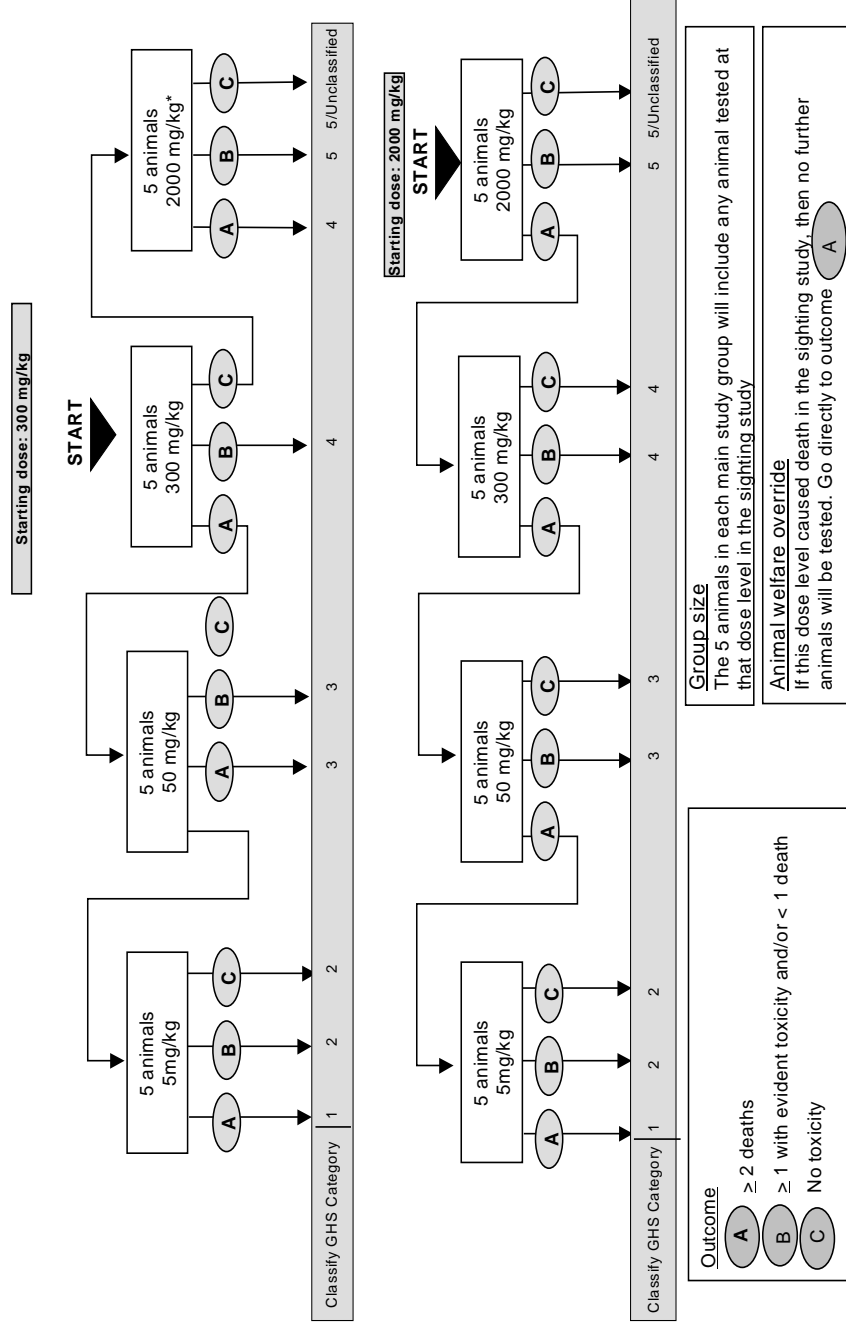 Starting dose: 300 mg/kg
START
5 animals
5mg/kg
5 animals
50 mg/kg
5 animals
300 mg/kg
5 animals
2000 mg/kg*
A B C A B C A B C A B C
Classify GHS Category 1 2 2 3 3 4 4 5 5/Unclassified
Starting dose: 2000 mg/kg
START
5 animals
5mg/kg
5 animals
50 mg/kg
5 animals
300 mg/kg
5 animals
2000 mg/kg
A B C A B C A B C A B C
Classify GHS Category 1 2 2 3 3 4 4 5 5/Unclassified
Outcome
A ≥ 2 deaths
B ≥ 1 with evident toxicity and/or < 1 death
C No toxicity
Group size
The 5 animals in each main study group will include any animal tested at
that dose level in the sighting study
Animal welfare override
If this dose level caused death in the sighting study, then no further
animals will be tested. Go directly to outcome A